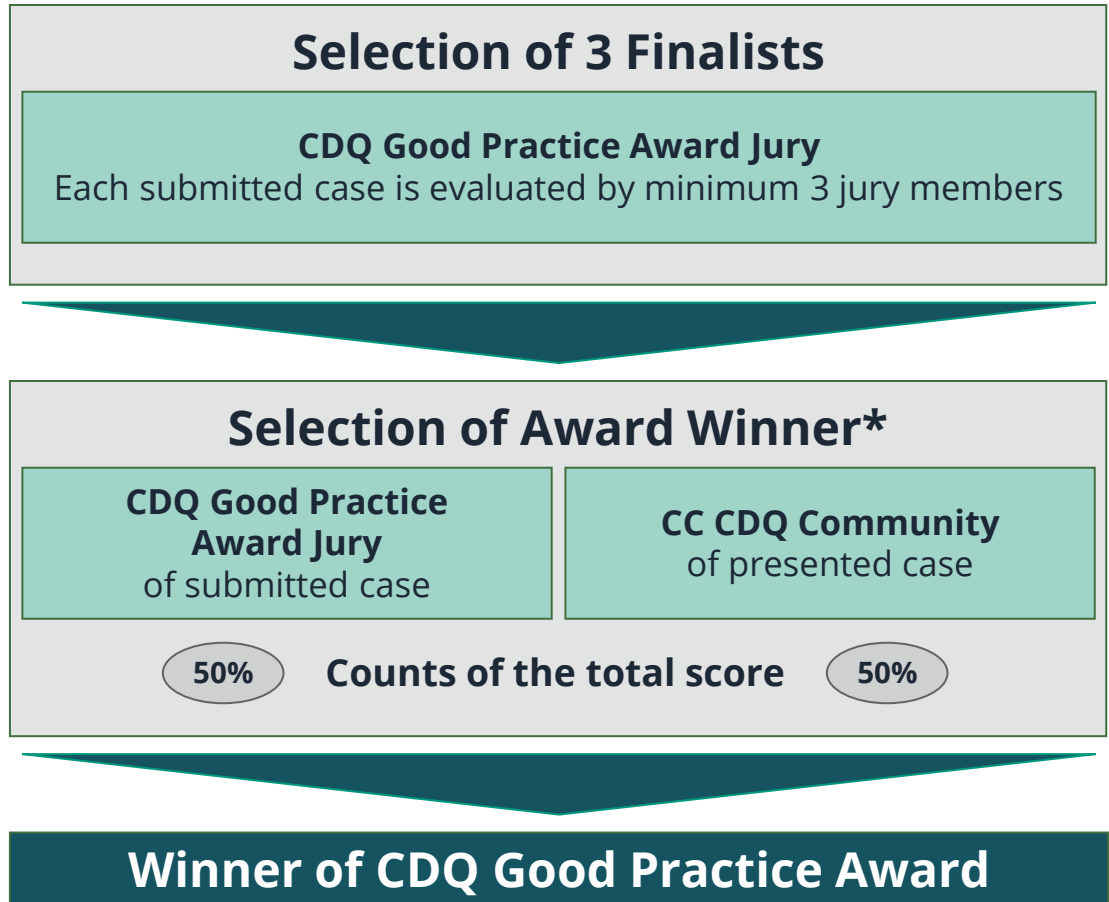 Selection of 3 Finalists
CDQ Good Practice Award Jury
Each submitted case is evaluated by minimum 3 jury members
Selection of Award Winner*
CDQ Good Practice
Award Jury
of submitted case
CC CDQ Community
of presented case
50%
Counts of the total score
50%
Winner of CDQ Good Practice Award